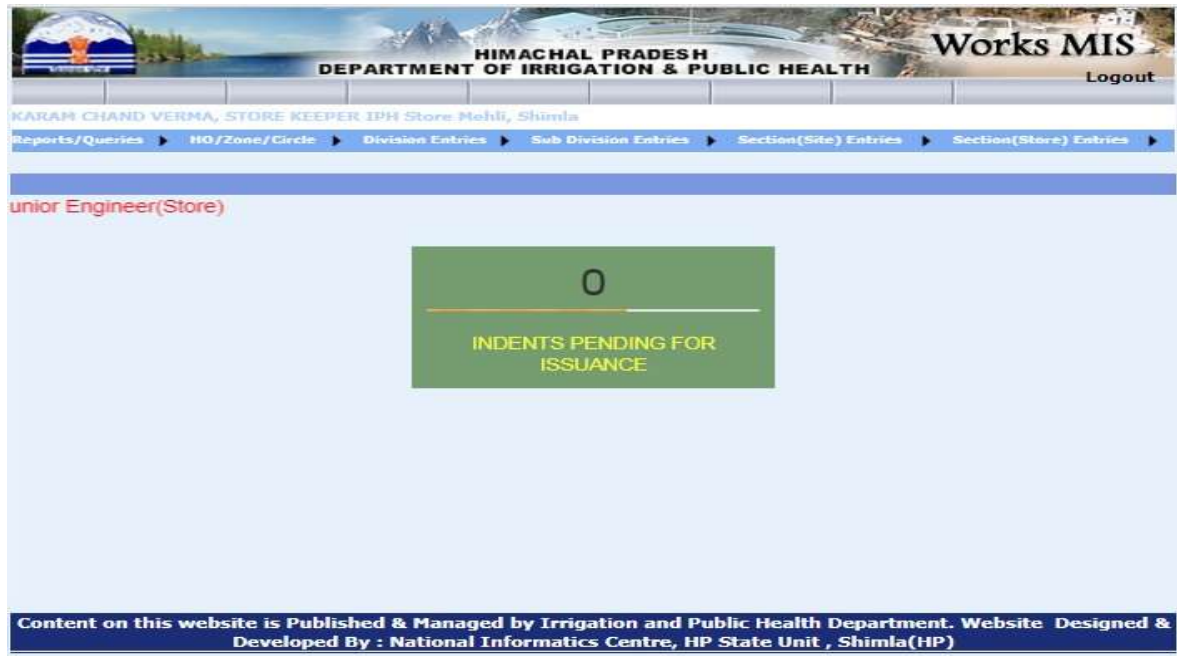 HIMACHAL PRADESH
DEPARTMENT OF IRRIGATION & PUBLIC HEALTH
Works MIS
Logout
KARAM CHAND VERMA, STORE KEEPER IPH Store Mehli, Shimla
Reports/Queries HO/Zone/Circle Division Entries Sub Division Entries Section(Site) Entries Section(Store) Entries
unior Engineer(Store)
0
INDENTS PENDING FOR
ISSUANCE
Content on this website is Published & Managed by Irrigation and Public Health Department. Website Designed &
Developed By : National Informatics Centre, HP State Unit , Shimla(HP)